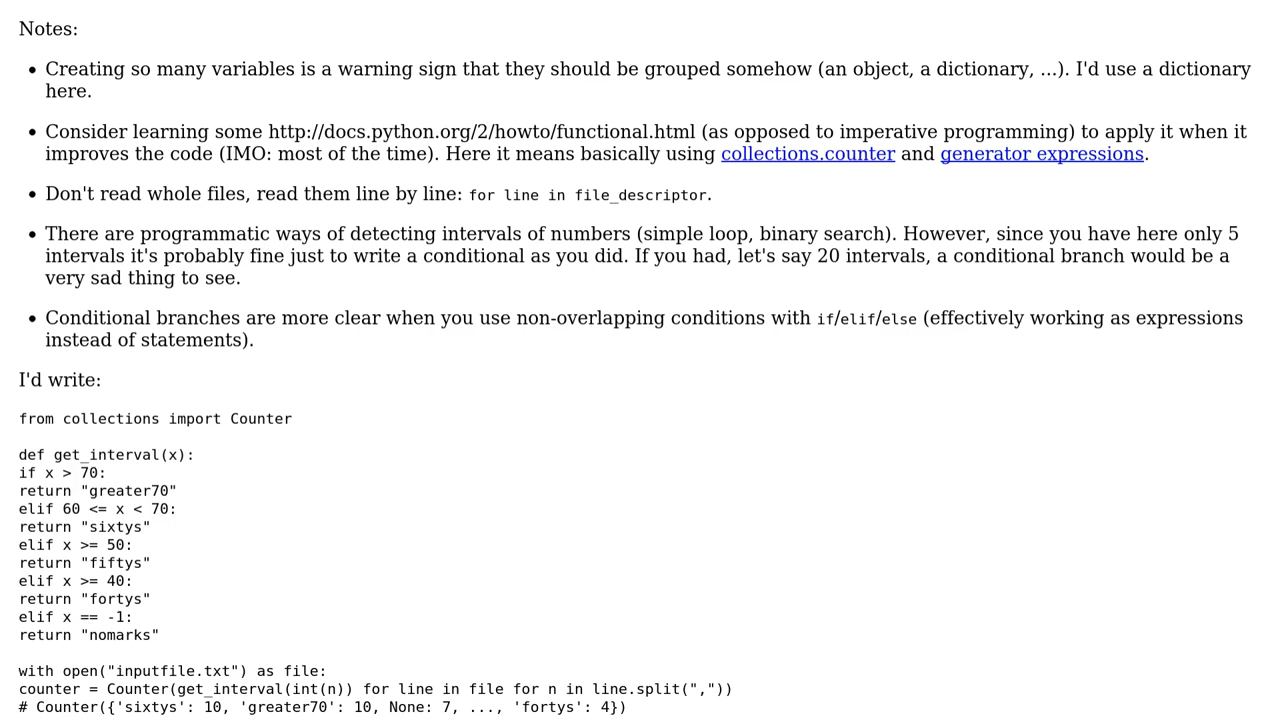 Notes:
• Creating so many variables is a warning sign that they should be grouped somehow (an object, a dictionary, ...). I'd use a dictionary
here.
• Consider learning some http://docs.python.org/2/howto/functional.html (as opposed to imperative programming) to apply it when it
improves the code (IMO: most of the time). Here it means basically using collections.counter and generator expressions.
• Don't read whole files, read them line by line: for line in file_descriptor.
• There are programmatic ways of detecting intervals of numbers (simple loop, binary search). However, since you have here only 5
intervals it's probably fine just to write a conditional as you did. If you had, let's say 20 intervals, a conditional branch would be a
very sad thing to see.
• Conditional branches are more clear when you use non-overlapping conditions with if/elif/else (effectively working as expressions
instead of statements).
I'd write:
from collections import Counter
def get_interval(x):
if x > 70:
return "greater70"
elif 60 <= x < 70:
return "sixtys"
elif x >= 50:
return "fiftys"
elif x >= 40:
return "fortys"
elif x == -1:
return "nomarks"
with open("inputfile.txt") as file:
counter = Counter(get_interval(int(n)) for line in file for n in line.split(","))
# Counter({'sixtys': 10, 'greater70': 10, None: 7, ..., 'fortys': 4})